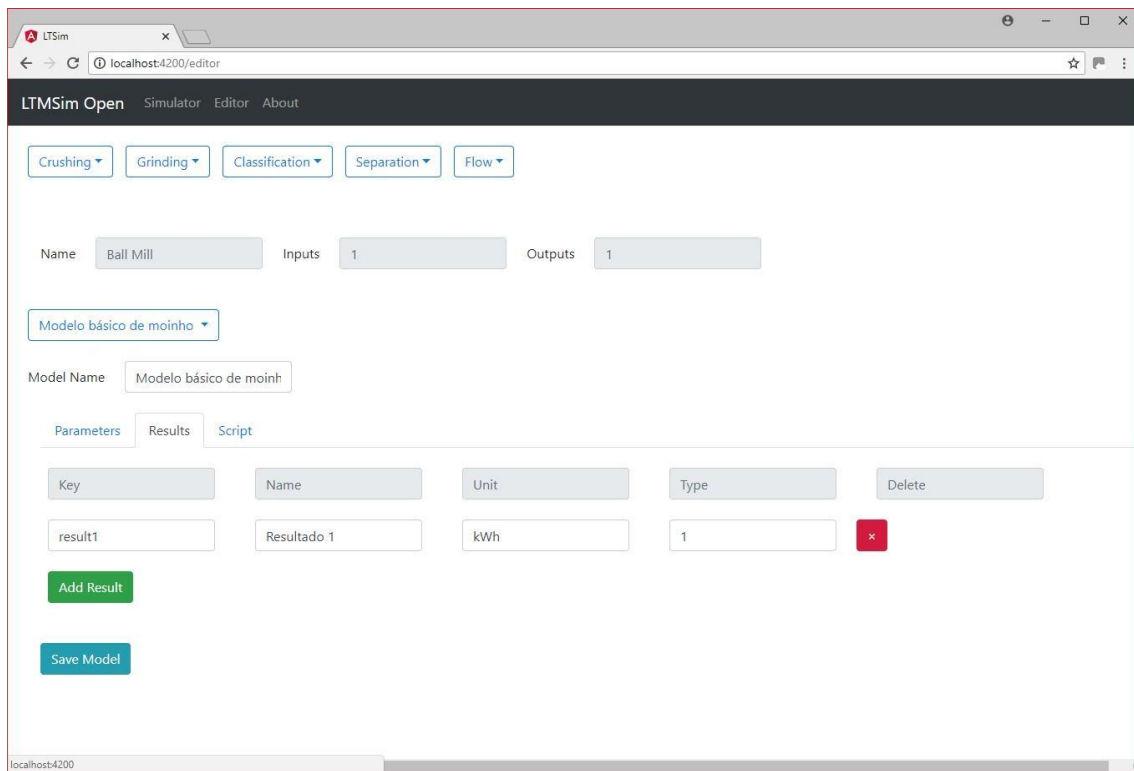 LTSim
localhost:4200/editor
LTMSim Open Simulator Editor About
Crushing Grinding Classification Separation Flow
Name Ball Mill Inputs 1 Outputs 1
Modelo básico de moinho
Model Name Modelo básico de moinh
Parameters Results Script
Key Name Unit Type Delete
result1 Resultado 1 kWh 1 ×
Add Result
Save Model
localhost:4200